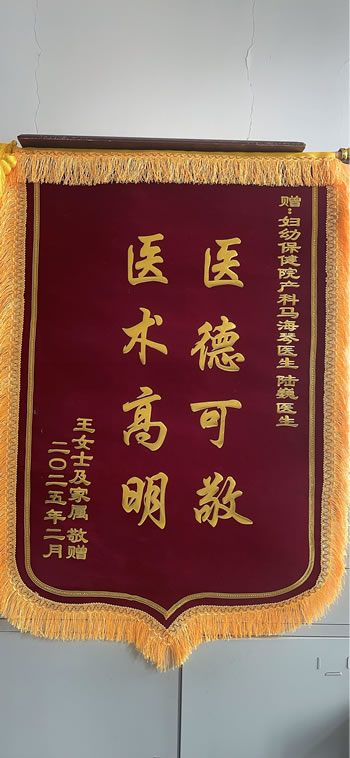 赠:妇幼保健院产科马海琴医生 陆巍医生
医德可敬
医术高明
王女士及家属 敬赠
二〇二五年二月